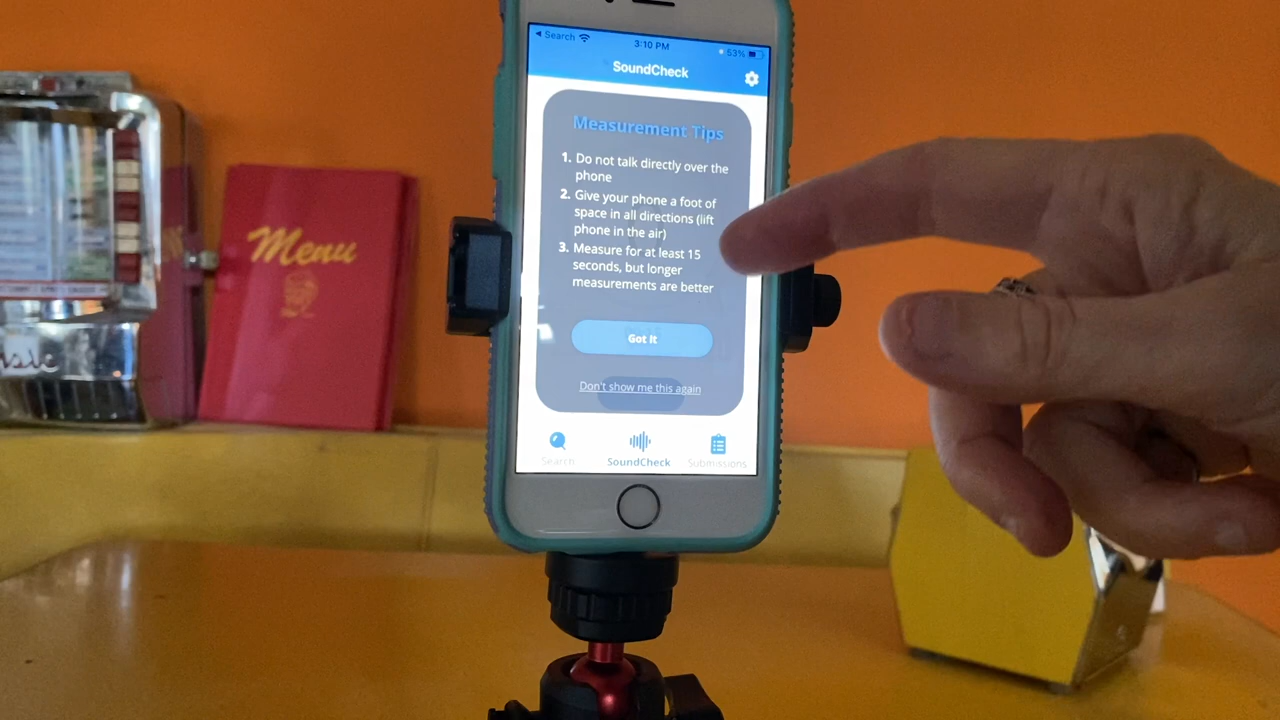 Search
3:10 PM
53%
SoundCheck
Measurement Tips
1. Do not talk directly over the
phone
2. Give your phone a foot of
space in all directions (lift
phone in the air)
3. Measure for at least 15
seconds, but longer
measurements are better
Got It
Don't show me this again
Search
SoundCheck
Submissions
Menu